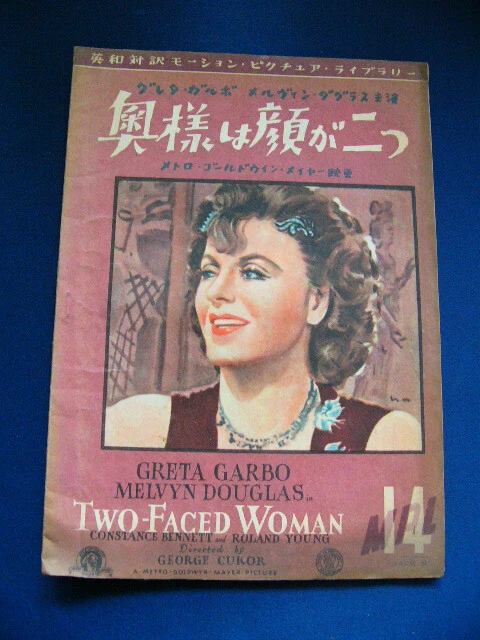 英和対訳モーション・ピクチュア・ライブラリー
グレタ・ガルボ メルヴィン・ダグラス主演
奥様は顔が二つ
メトロ・ゴールドウィン・メイヤー映画
GRETA GARBO
MELVYN DOUGLAS in
TWO-FACED WOMAN
CONSTANCE BENNETT and ROLAND YOUNG
Directed by
GEORGE CUKOR
A METRO-GOLDWYN-MAYER PICTURE
14
MPL